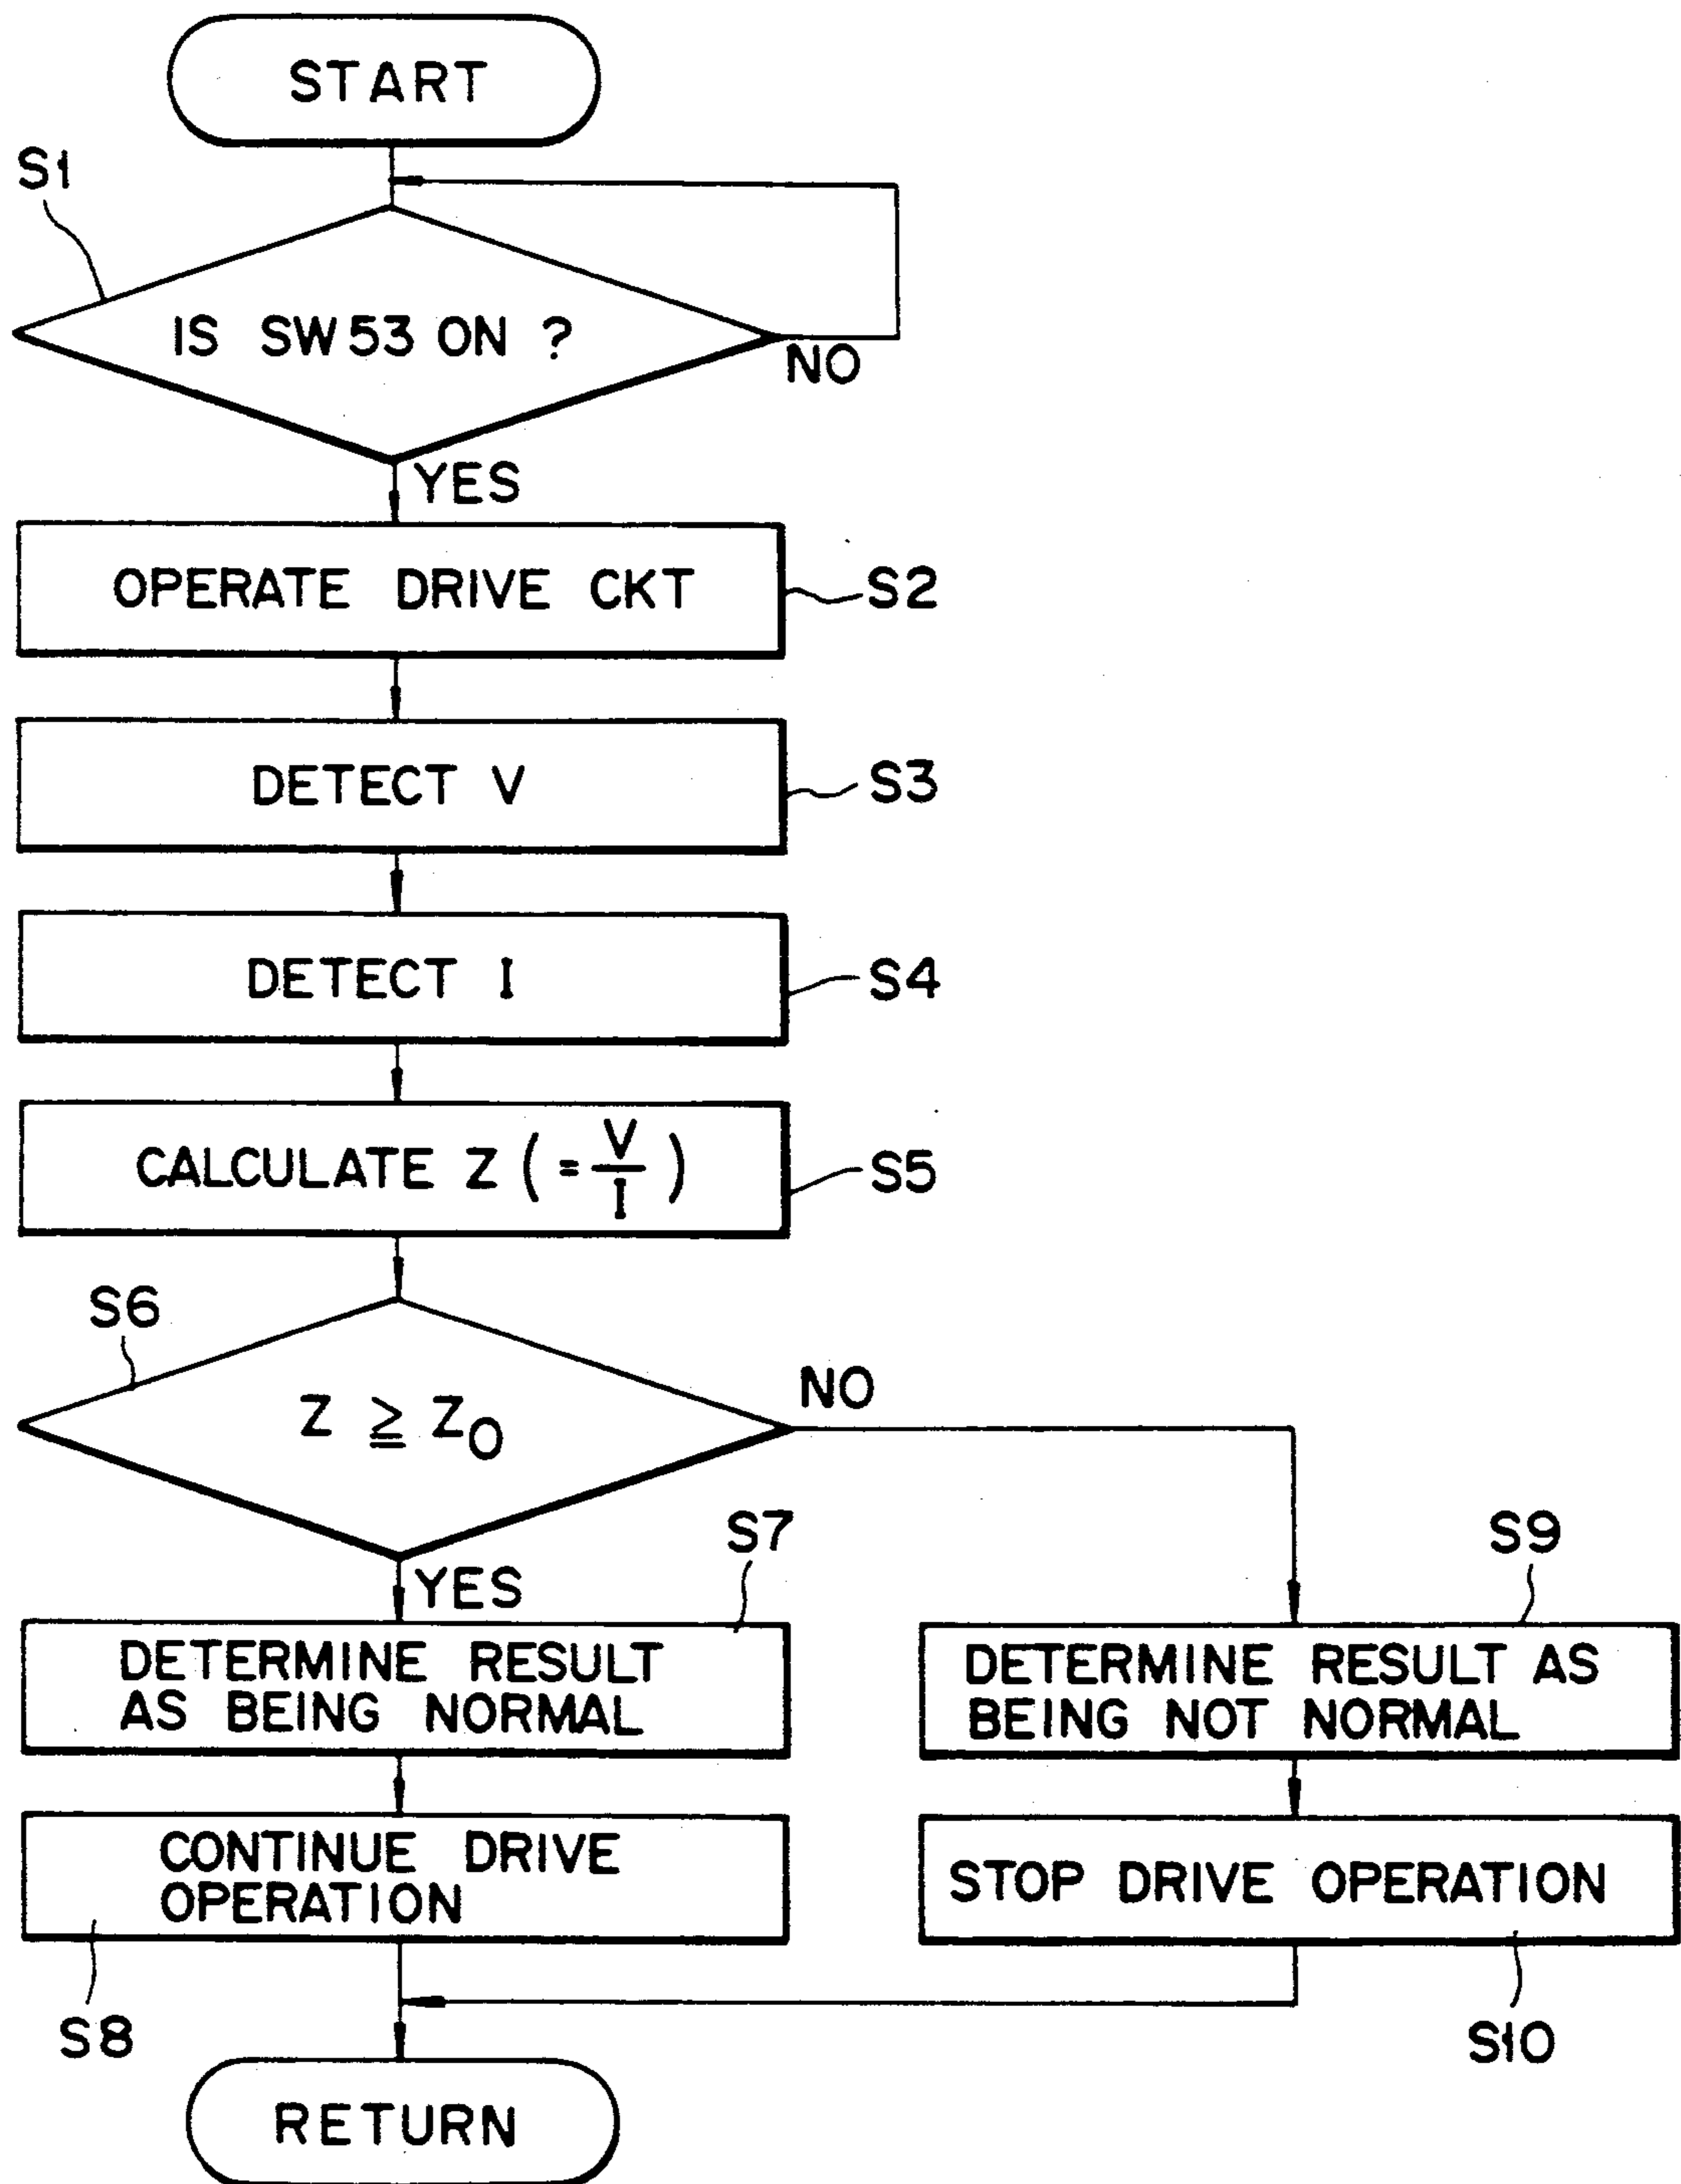 START
S1
IS SW53 ON ?
NO
YES
OPERATE DRIVE CKT
S2
DETECT V
S3
DETECT I
S4
CALCULATE Z ( = V/I )
S5
S6
Z ≧ Z0
NO
YES
S7
DETERMINE RESULT
AS BEING NORMAL
S9
DETERMINE RESULT AS
BEING NOT NORMAL
CONTINUE DRIVE
OPERATION
S8
STOP DRIVE OPERATION
S10
RETURN